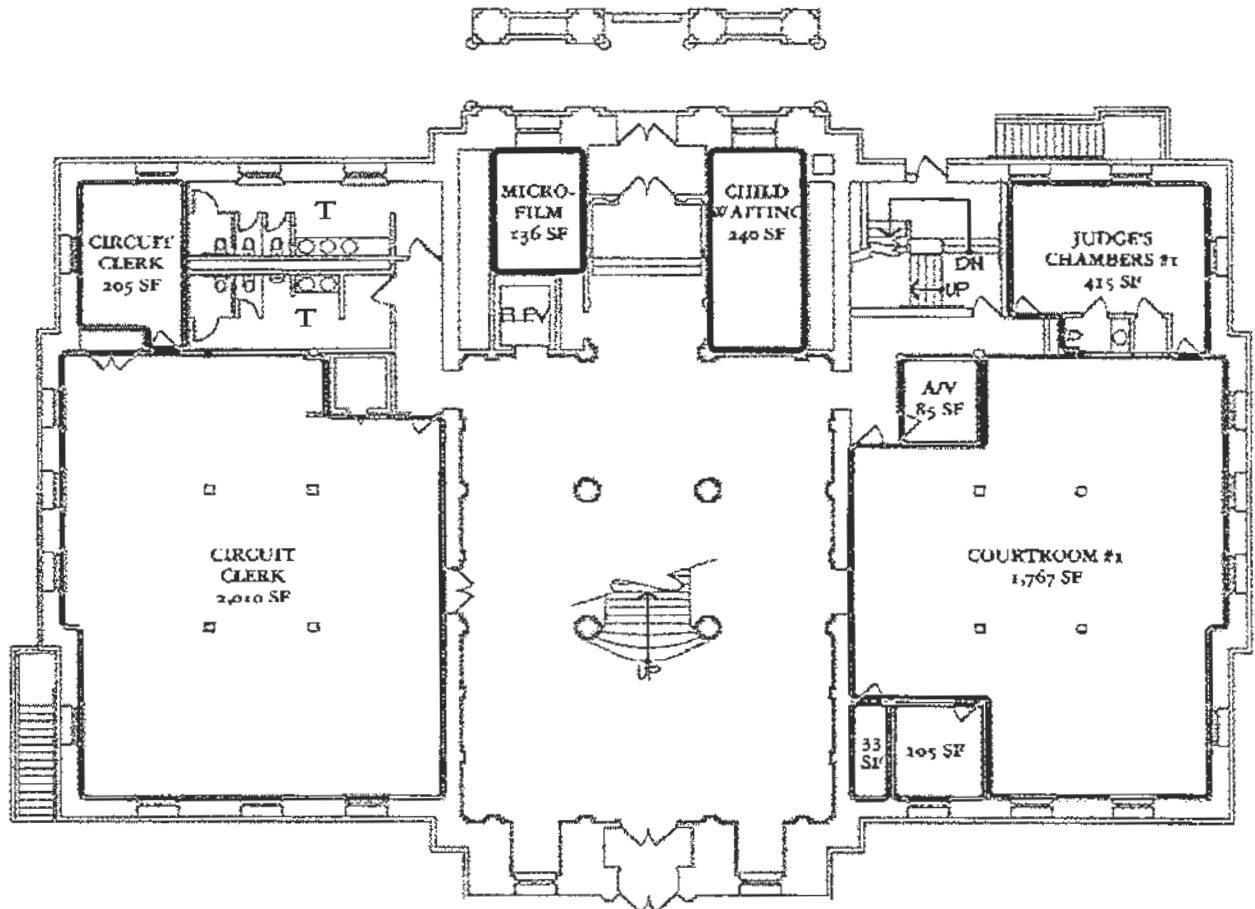 MICRO-
FILM
136 SF
CHILD
WAITING
240 SF
T
CIRCUIT
CLERK
205 SF
JUDGE'S
CHAMBERS #1
415 SF
DN
UP
T
ELEV
A/V
85 SF
CIRCUIT
CLERK
2,010 SF
COURTROOM #1
1,767 SF
UP
33
SF
105 SF